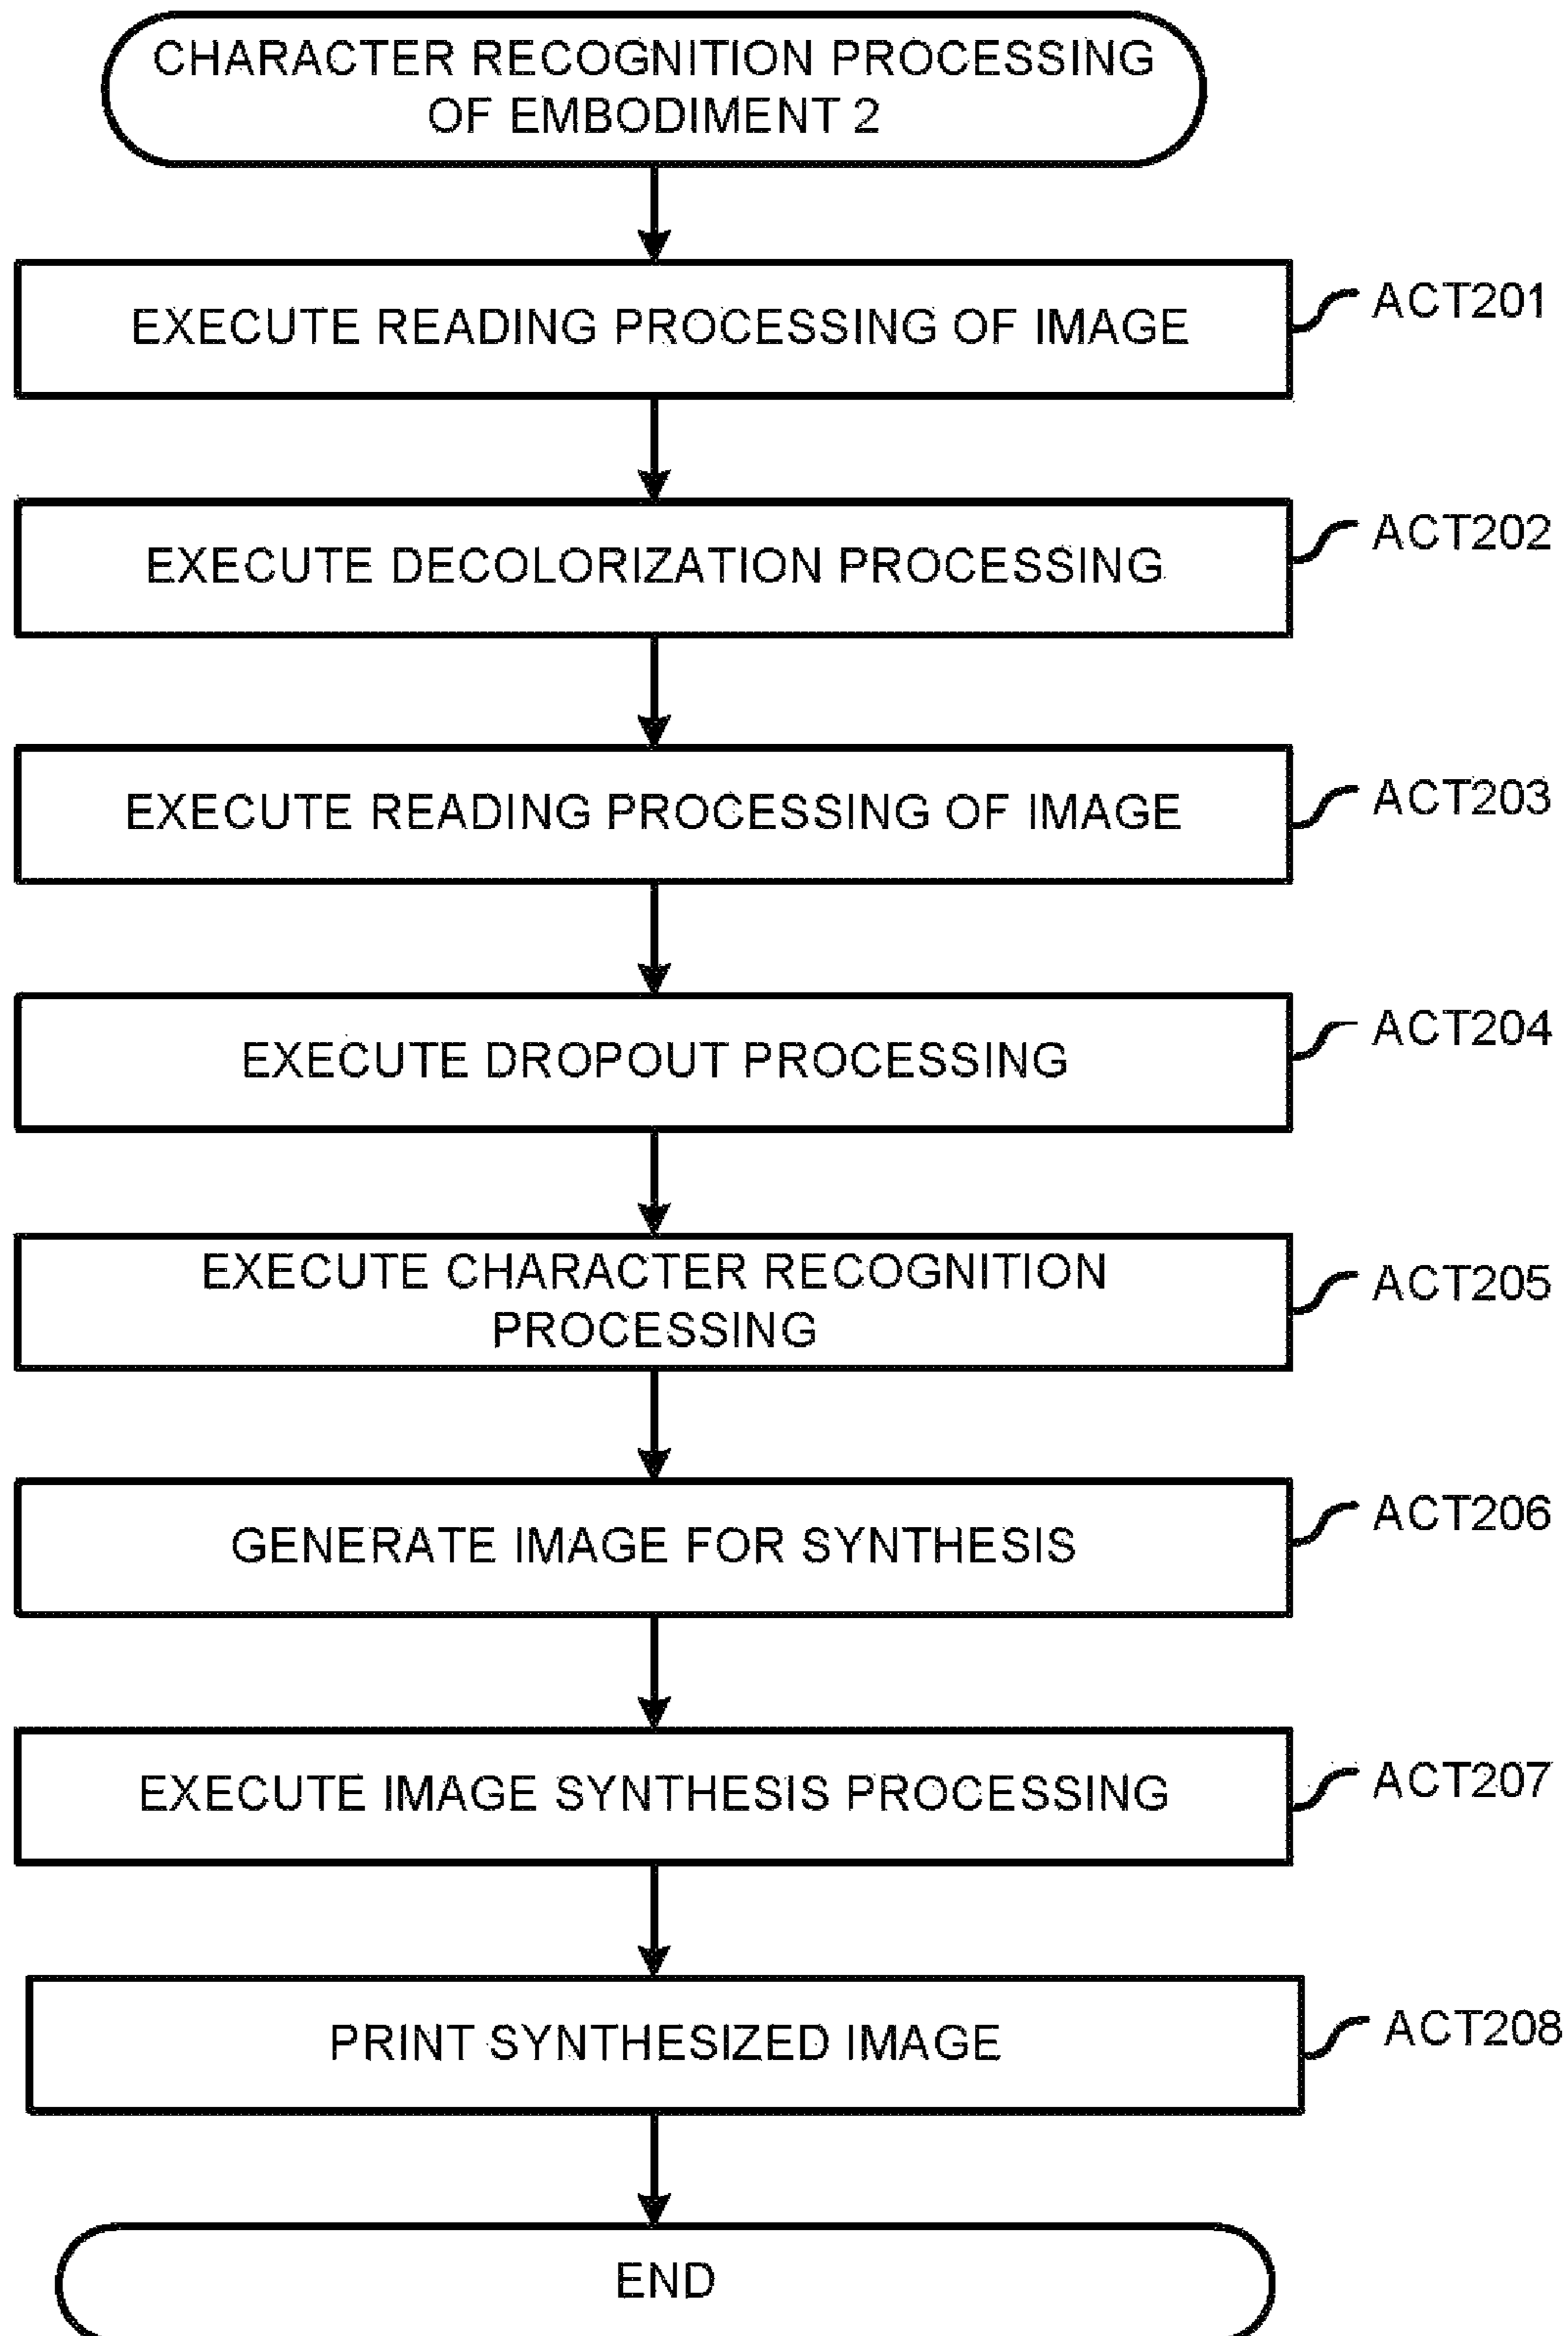 CHARACTER RECOGNITION PROCESSING
OF EMBODIMENT 2
EXECUTE READING PROCESSING OF IMAGE
ACT201
EXECUTE DECOLORIZATION PROCESSING
ACT202
EXECUTE READING PROCESSING OF IMAGE
ACT203
EXECUTE DROPOUT PROCESSING
ACT204
EXECUTE CHARACTER RECOGNITION
PROCESSING
ACT205
GENERATE IMAGE FOR SYNTHESIS
ACT206
EXECUTE IMAGE SYNTHESIS PROCESSING
ACT207
PRINT SYNTHESIZED IMAGE
ACT208
END